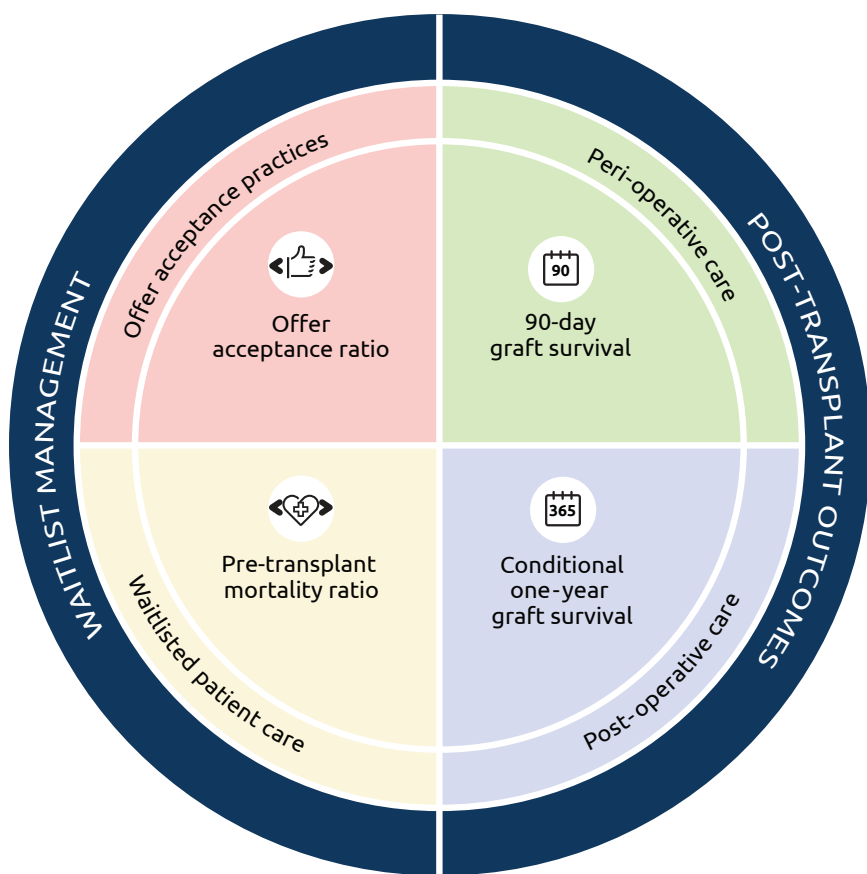 WAITLIST MANAGEMENT
POST-TRANSPLANT OUTCOMES
Offer acceptance practices
Offer
acceptance ratio
Peri-operative care
90
90-day
graft survival
Waitlisted patient care
Pre-transplant
mortality ratio
Post-operative care
365
Conditional
one-year
graft survival